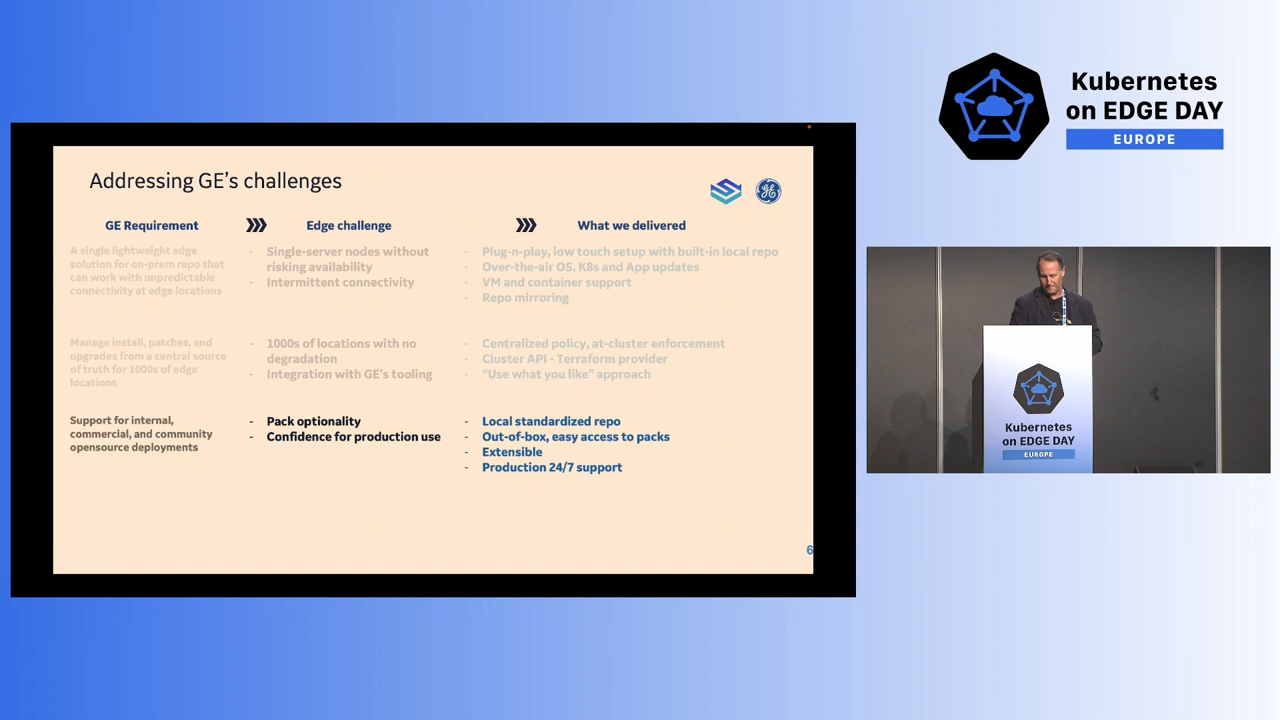 Kubernetes
on EDGE DAY
EUROPE
Addressing GE's challenges
GE Requirement
Edge challenge
What we delivered
A single lightweight edge
solution for on-prem repo that
can work with unpredictable
connectivity at edge locations
- Single-server nodes without
risking availability
- Intermittent connectivity
- Plug-n-play, low touch setup with built-in local repo
- Over-the-air OS, K8s and App updates
- VM and container support
- Repo mirroring
Manage install, patches, and
upgrades from a central source
of truth for 1000s of edge
locations
- 1000s of locations with no
degradation
- Integration with GE's tooling
- Centralized policy, at-cluster enforcement
- Cluster API - Terraform provider
- “Use what you like” approach
Support for internal,
commercial, and community
opensource deployments
- Pack optionality
- Confidence for production use
- Local standardized repo
- Out-of-box, easy access to packs
- Extensible
- Production 24/7 support
6
Kubernetes
on EDGE DAY
EUROPE